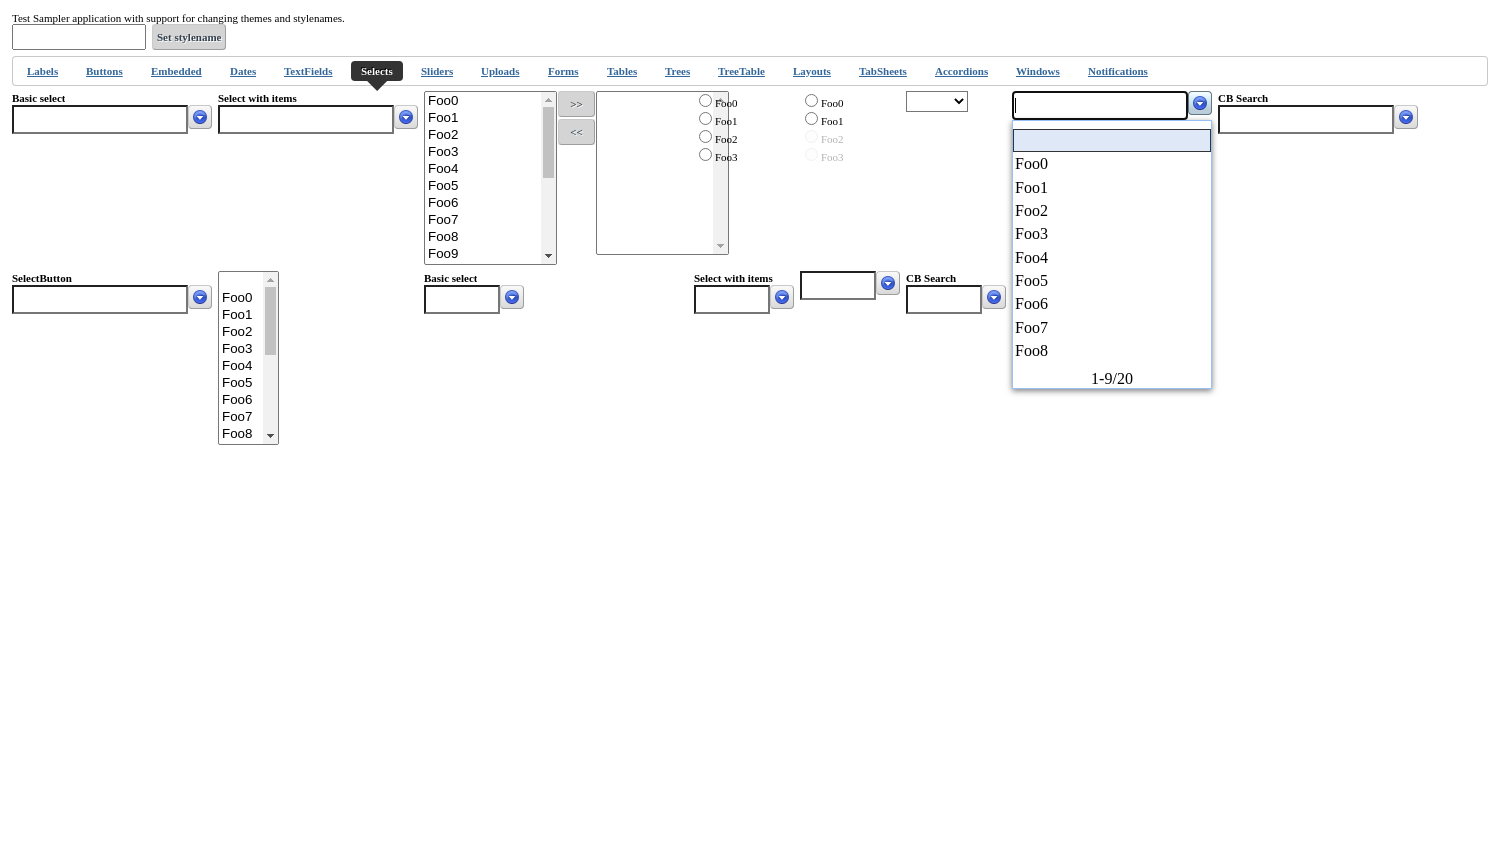 Test Sampler application with support for changing themes and stylenames.
Set stylename
Labels Buttons Embedded Dates TextFields Selects Sliders Uploads Forms Tables Trees TreeTable Layouts TabSheets Accordions Windows Notifications
Basic select
Select with items
Foo0
Foo1
Foo2
Foo3
Foo4
Foo5
Foo6
Foo7
Foo8
Foo9
>>
<<
Foo0
Foo1
Foo2
Foo3
Foo0
Foo1
Foo2
Foo3
Foo0
Foo1
Foo2
Foo3
Foo4
Foo5
Foo6
Foo7
Foo8
1-9/20
CB Search
SelectButton
Foo0
Foo1
Foo2
Foo3
Foo4
Foo5
Foo6
Foo7
Foo8
Basic select
Select with items
CB Search